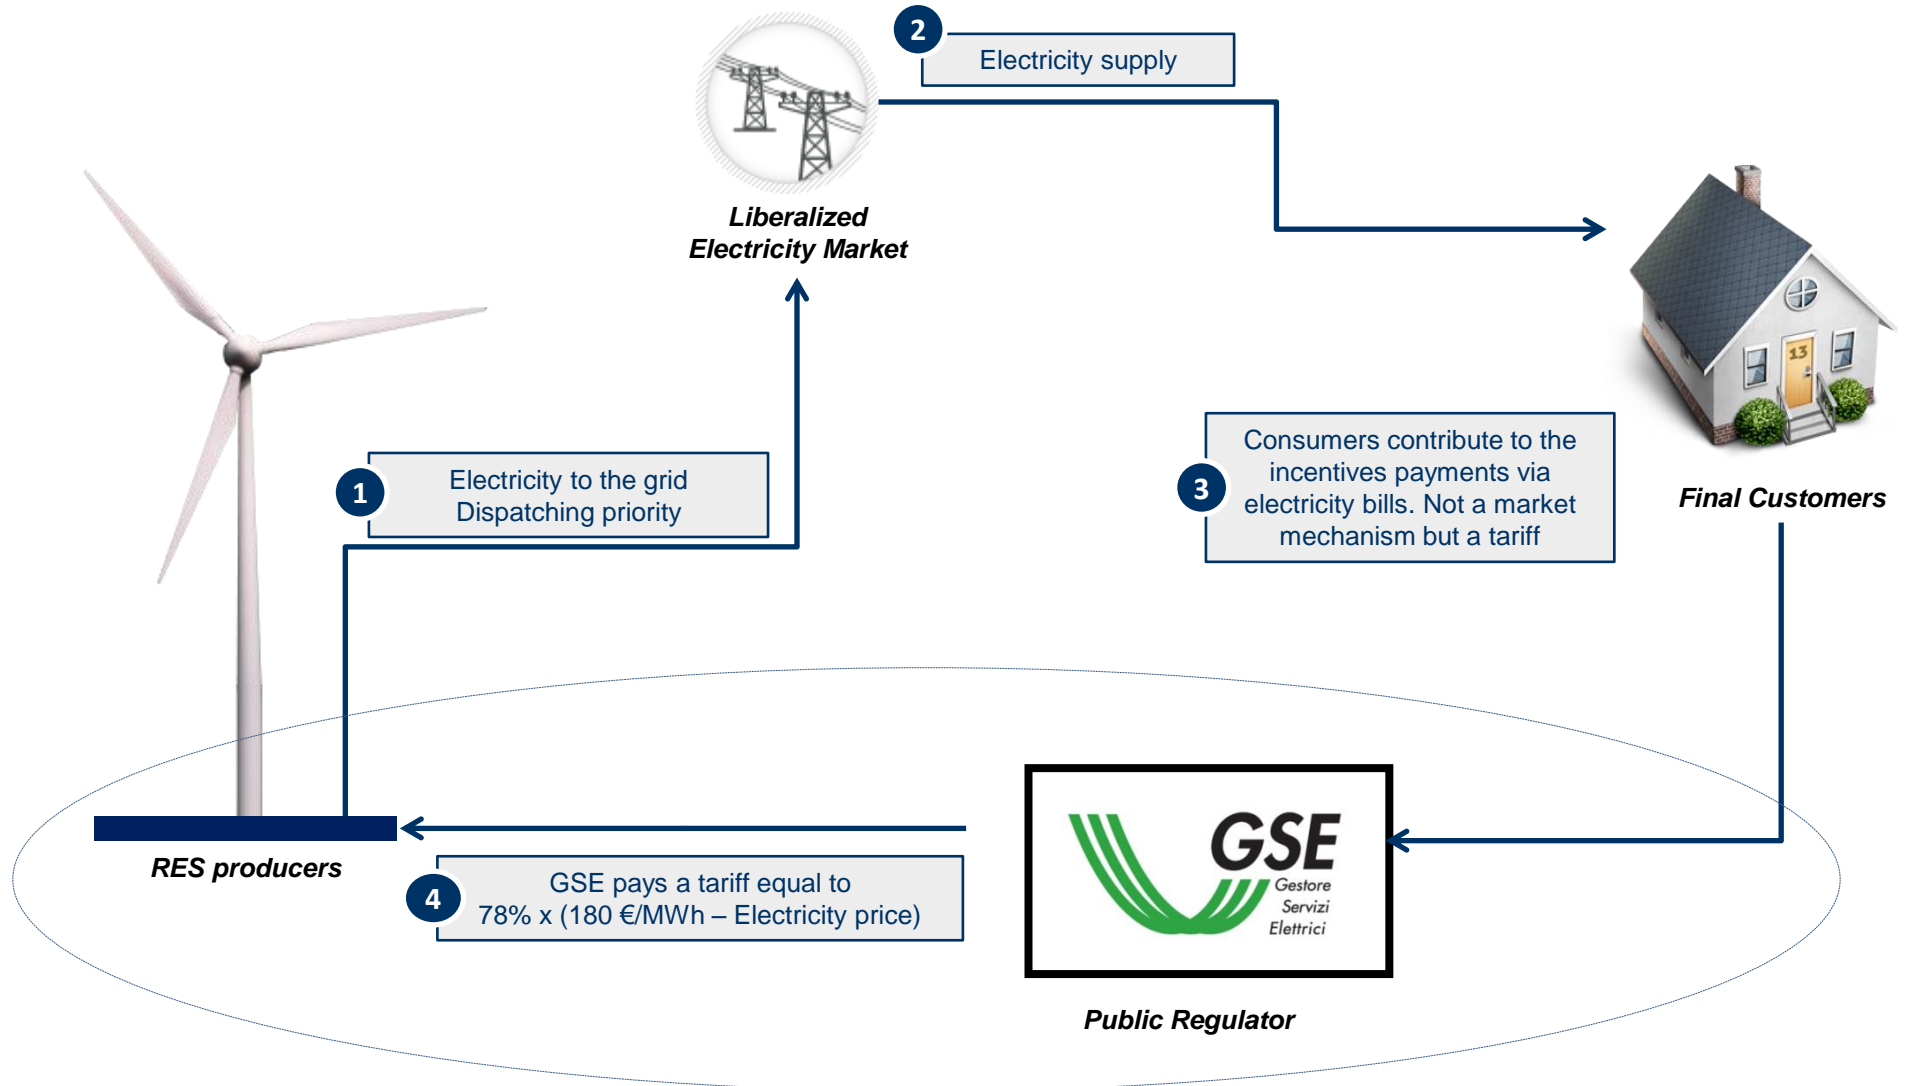 2
Electricity supply
Liberalized
Electricity Market
13
1
Electricity to the grid
Dispatching priority
3
Consumers contribute to the
incentives payments via
electricity bills. Not a market
mechanism but a tariff
Final Customers
RES producers
4
GSE pays a tariff equal to
78% x (180 €/MWh – Electricity price)
GSE
Gestore
Servizi
Elettrici
Public Regulator